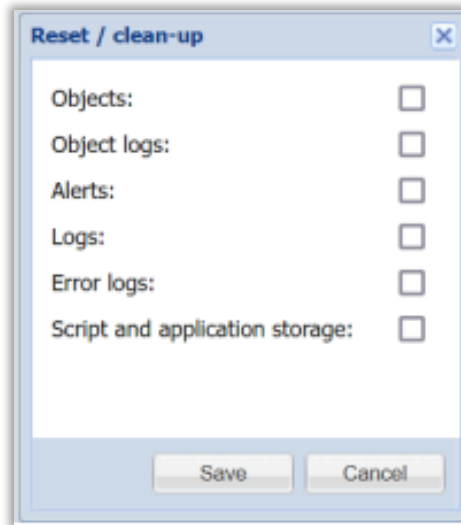 Reset / clean-up
Objects:
Object logs:
Alerts:
Logs:
Error logs:
Script and application storage:
Save Cancel